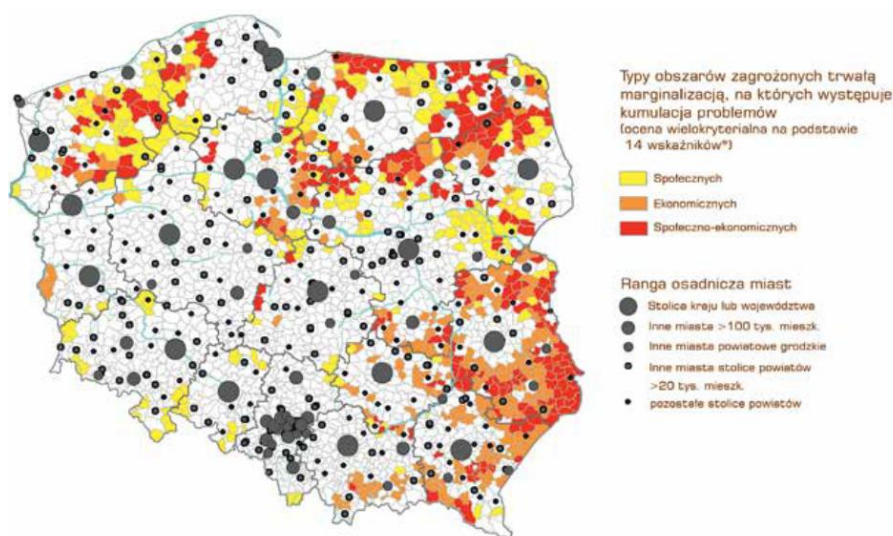 Typy obszarów zagrożonych trwałą
marginalizacją, na których występuje
kumulacja problemów
(ocena wielokryterialna na podstawie
14 wskaźników*)
Społecznych
Ekonomicznych
Społeczno-ekonomicznych
Ranga osadnicza miast
Stolica kraju lub województwa
Inne miasta >100 tys. mieszk.
Inne miasta powiatowe grodzkie
Inne miasta stolice powiatów
>20 tys. mieszk.
pozostałe stolice powiatów